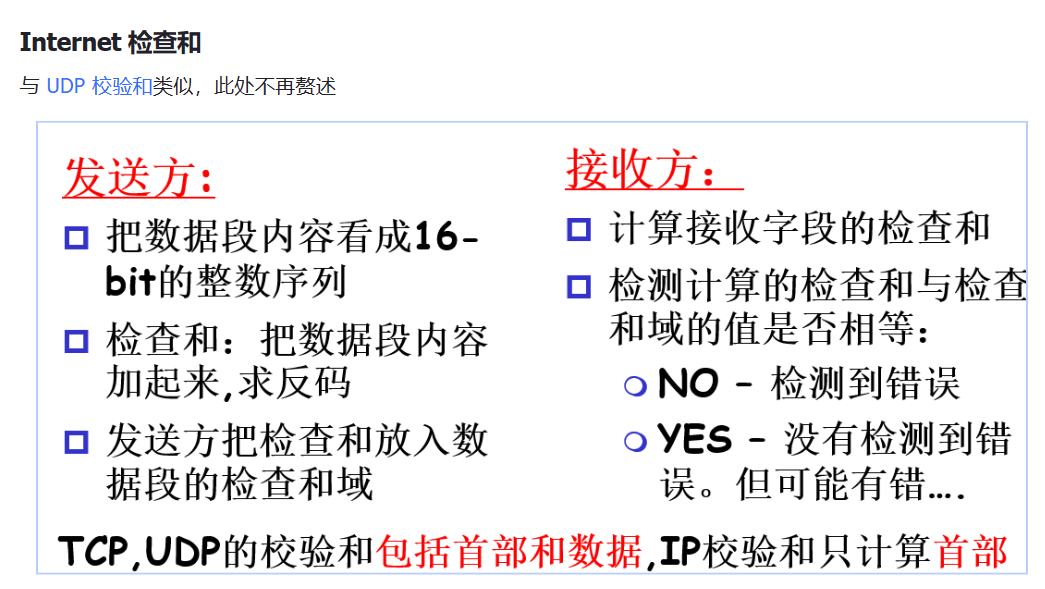 Internet 检查和
与 UDP 校验和类似，此处不再赘述
发送方:
把数据段内容看成16-
bit的整数序列
检查和：把数据段内容
加起来,求反码
发送方把检查和放入数
据段的检查和域
接收方：
计算接收字段的检查和
检测计算的检查和与检查
和域的值是否相等：
NO - 检测到错误
YES - 没有检测到错
误。但可能有错….
TCP,UDP的校验和包括首部和数据,IP校验和只计算首部